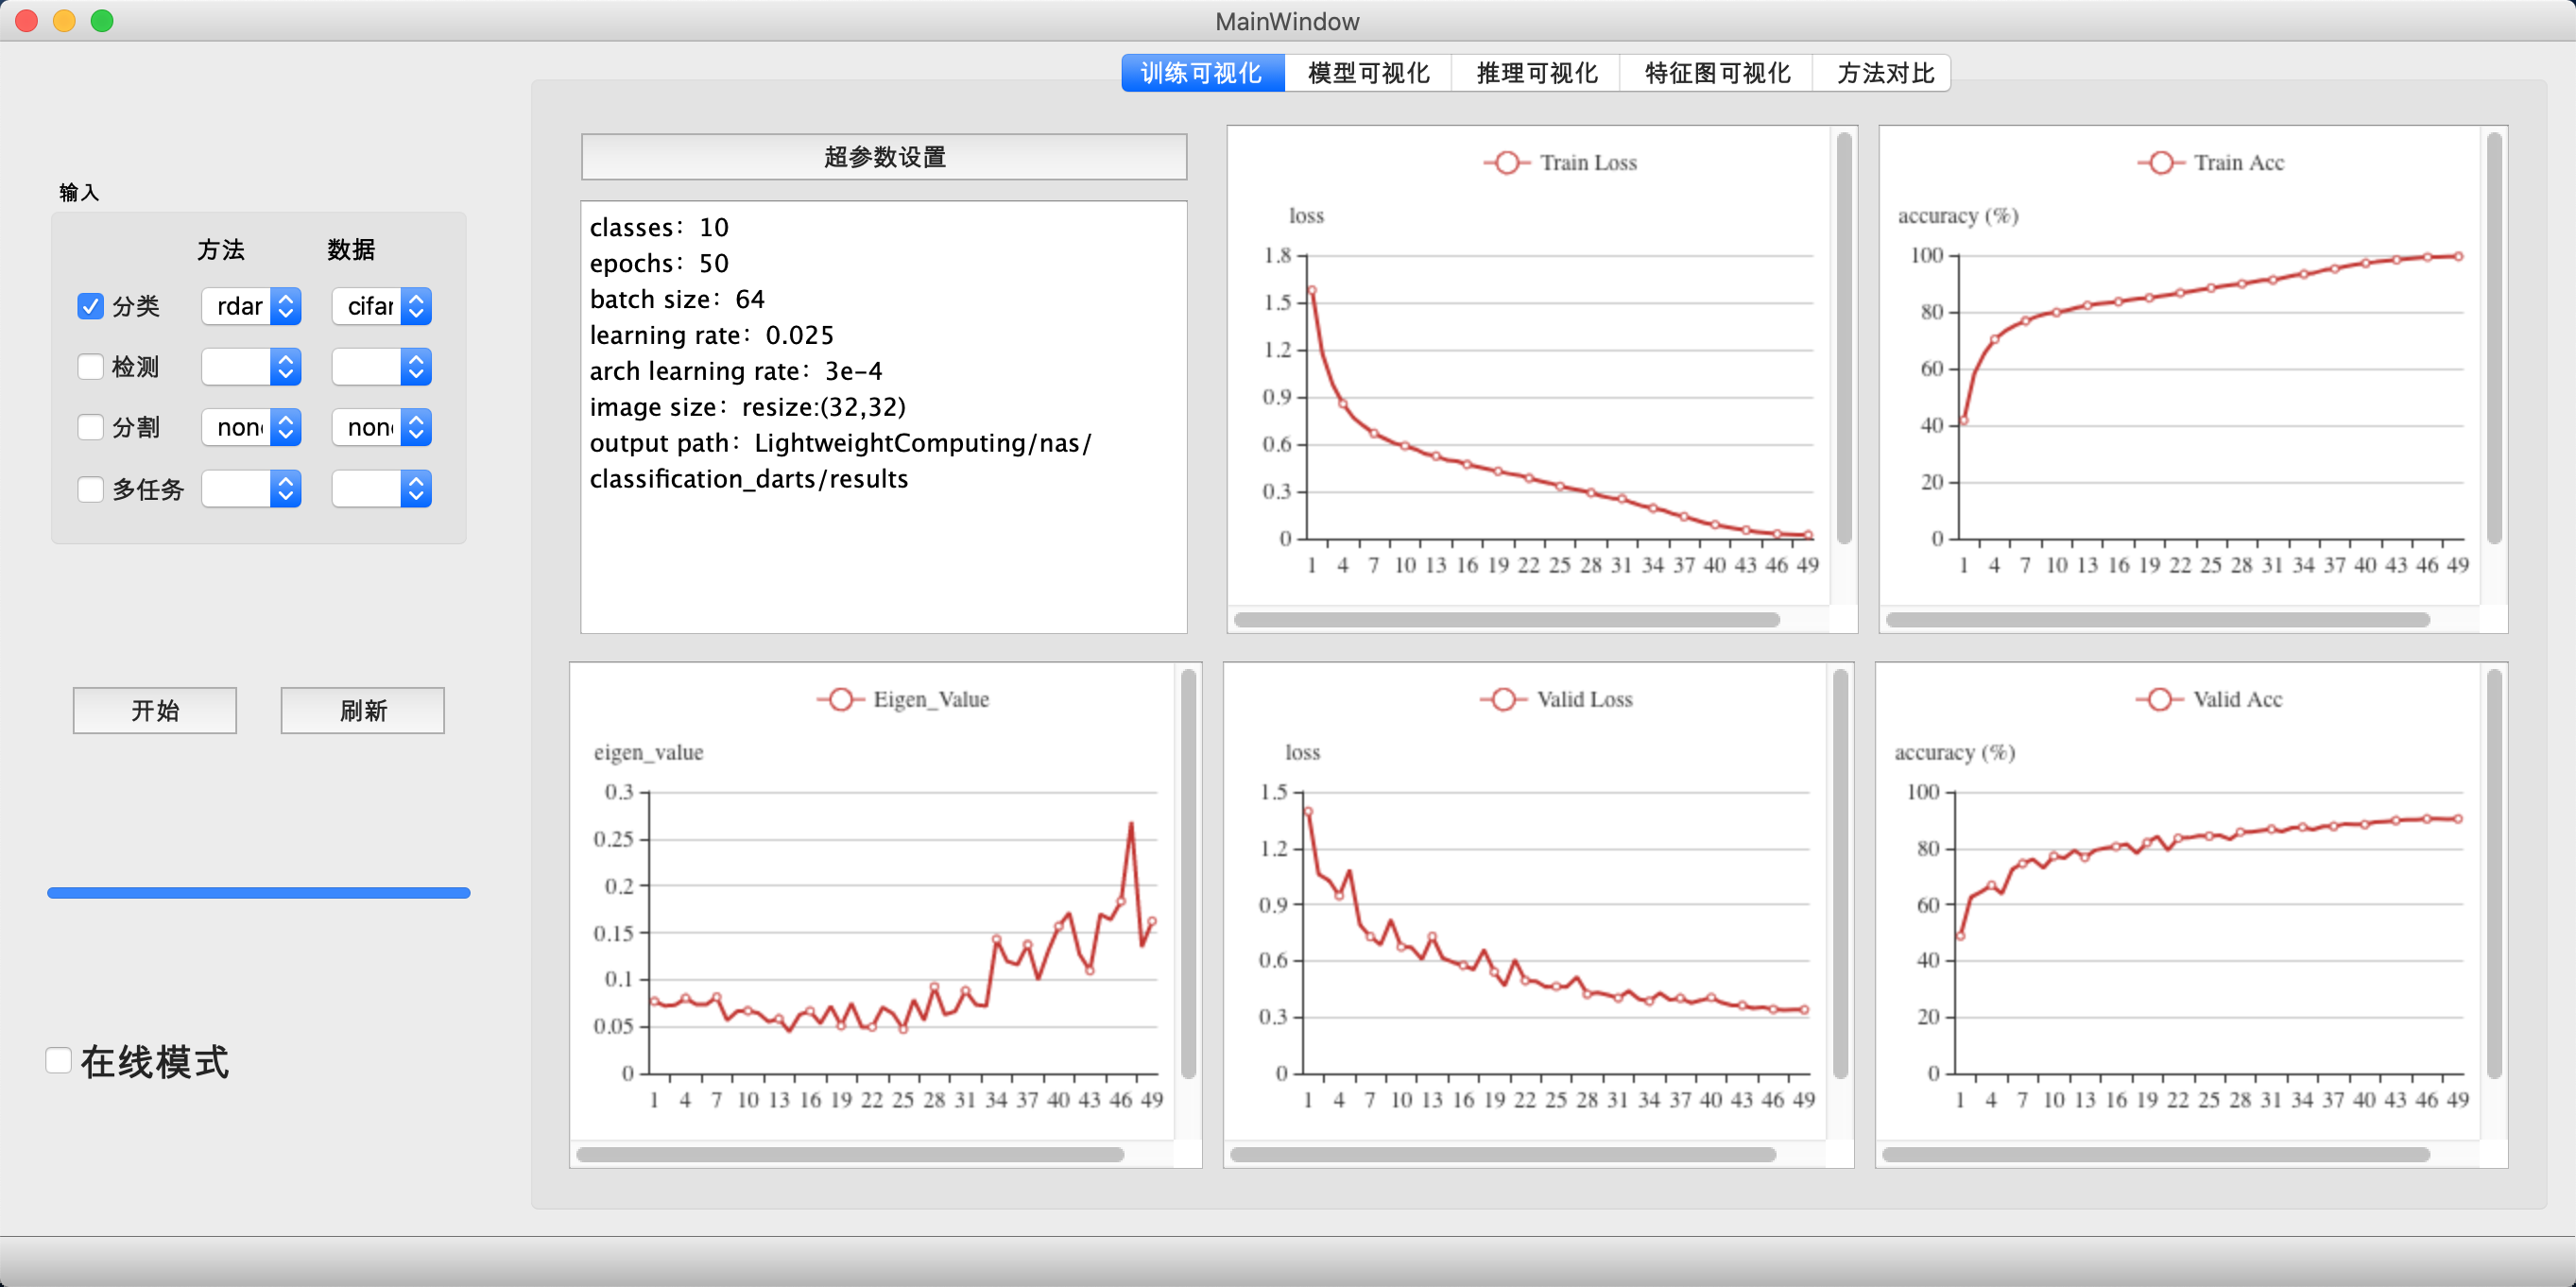 MainWindow
训练可视化 模型可视化 推理可视化 特征图可视化 方法对比
输入
方法 数据
分类 rdar cifar
检测
分割 none none
多任务
开始 刷新
在线模式
超参数设置
classes：10
epochs：50
batch size：64
learning rate：0.025
arch learning rate：3e-4
image size：resize:(32,32)
output path：LightweightComputing/nas/
classification_darts/results
Train Loss
loss
1.8
1.5
1.2
0.9
0.6
0.3
0
1 4 7 10 13 16 19 22 25 28 31 34 37 40 43 46 49
Train Acc
accuracy (%)
100
80
60
40
20
0
1 4 7 10 13 16 19 22 25 28 31 34 37 40 43 46 49
Eigen_Value
eigen_value
0.3
0.25
0.2
0.15
0.1
0.05
0
1 4 7 10 13 16 19 22 25 28 31 34 37 40 43 46 49
Valid Loss
loss
1.5
1.2
0.9
0.6
0.3
0
1 4 7 10 13 16 19 22 25 28 31 34 37 40 43 46 49
Valid Acc
accuracy (%)
100
80
60
40
20
0
1 4 7 10 13 16 19 22 25 28 31 34 37 40 43 46 49